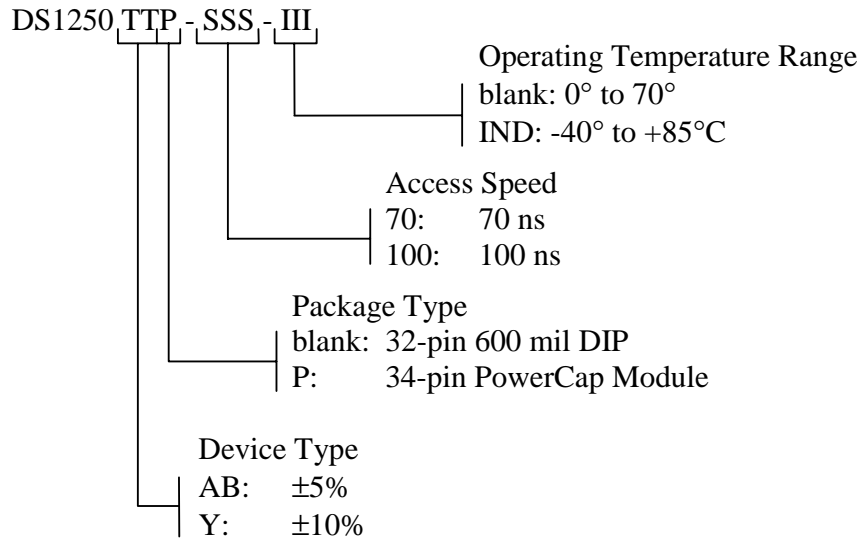 DS1250 TTP - SSS - III
Operating Temperature Range
blank: 0° to 70°
IND: -40° to +85°C
Access Speed
70: 70 ns
100: 100 ns
Package Type
blank: 32-pin 600 mil DIP
P: 34-pin PowerCap Module
Device Type
AB: ±5%
Y: ±10%